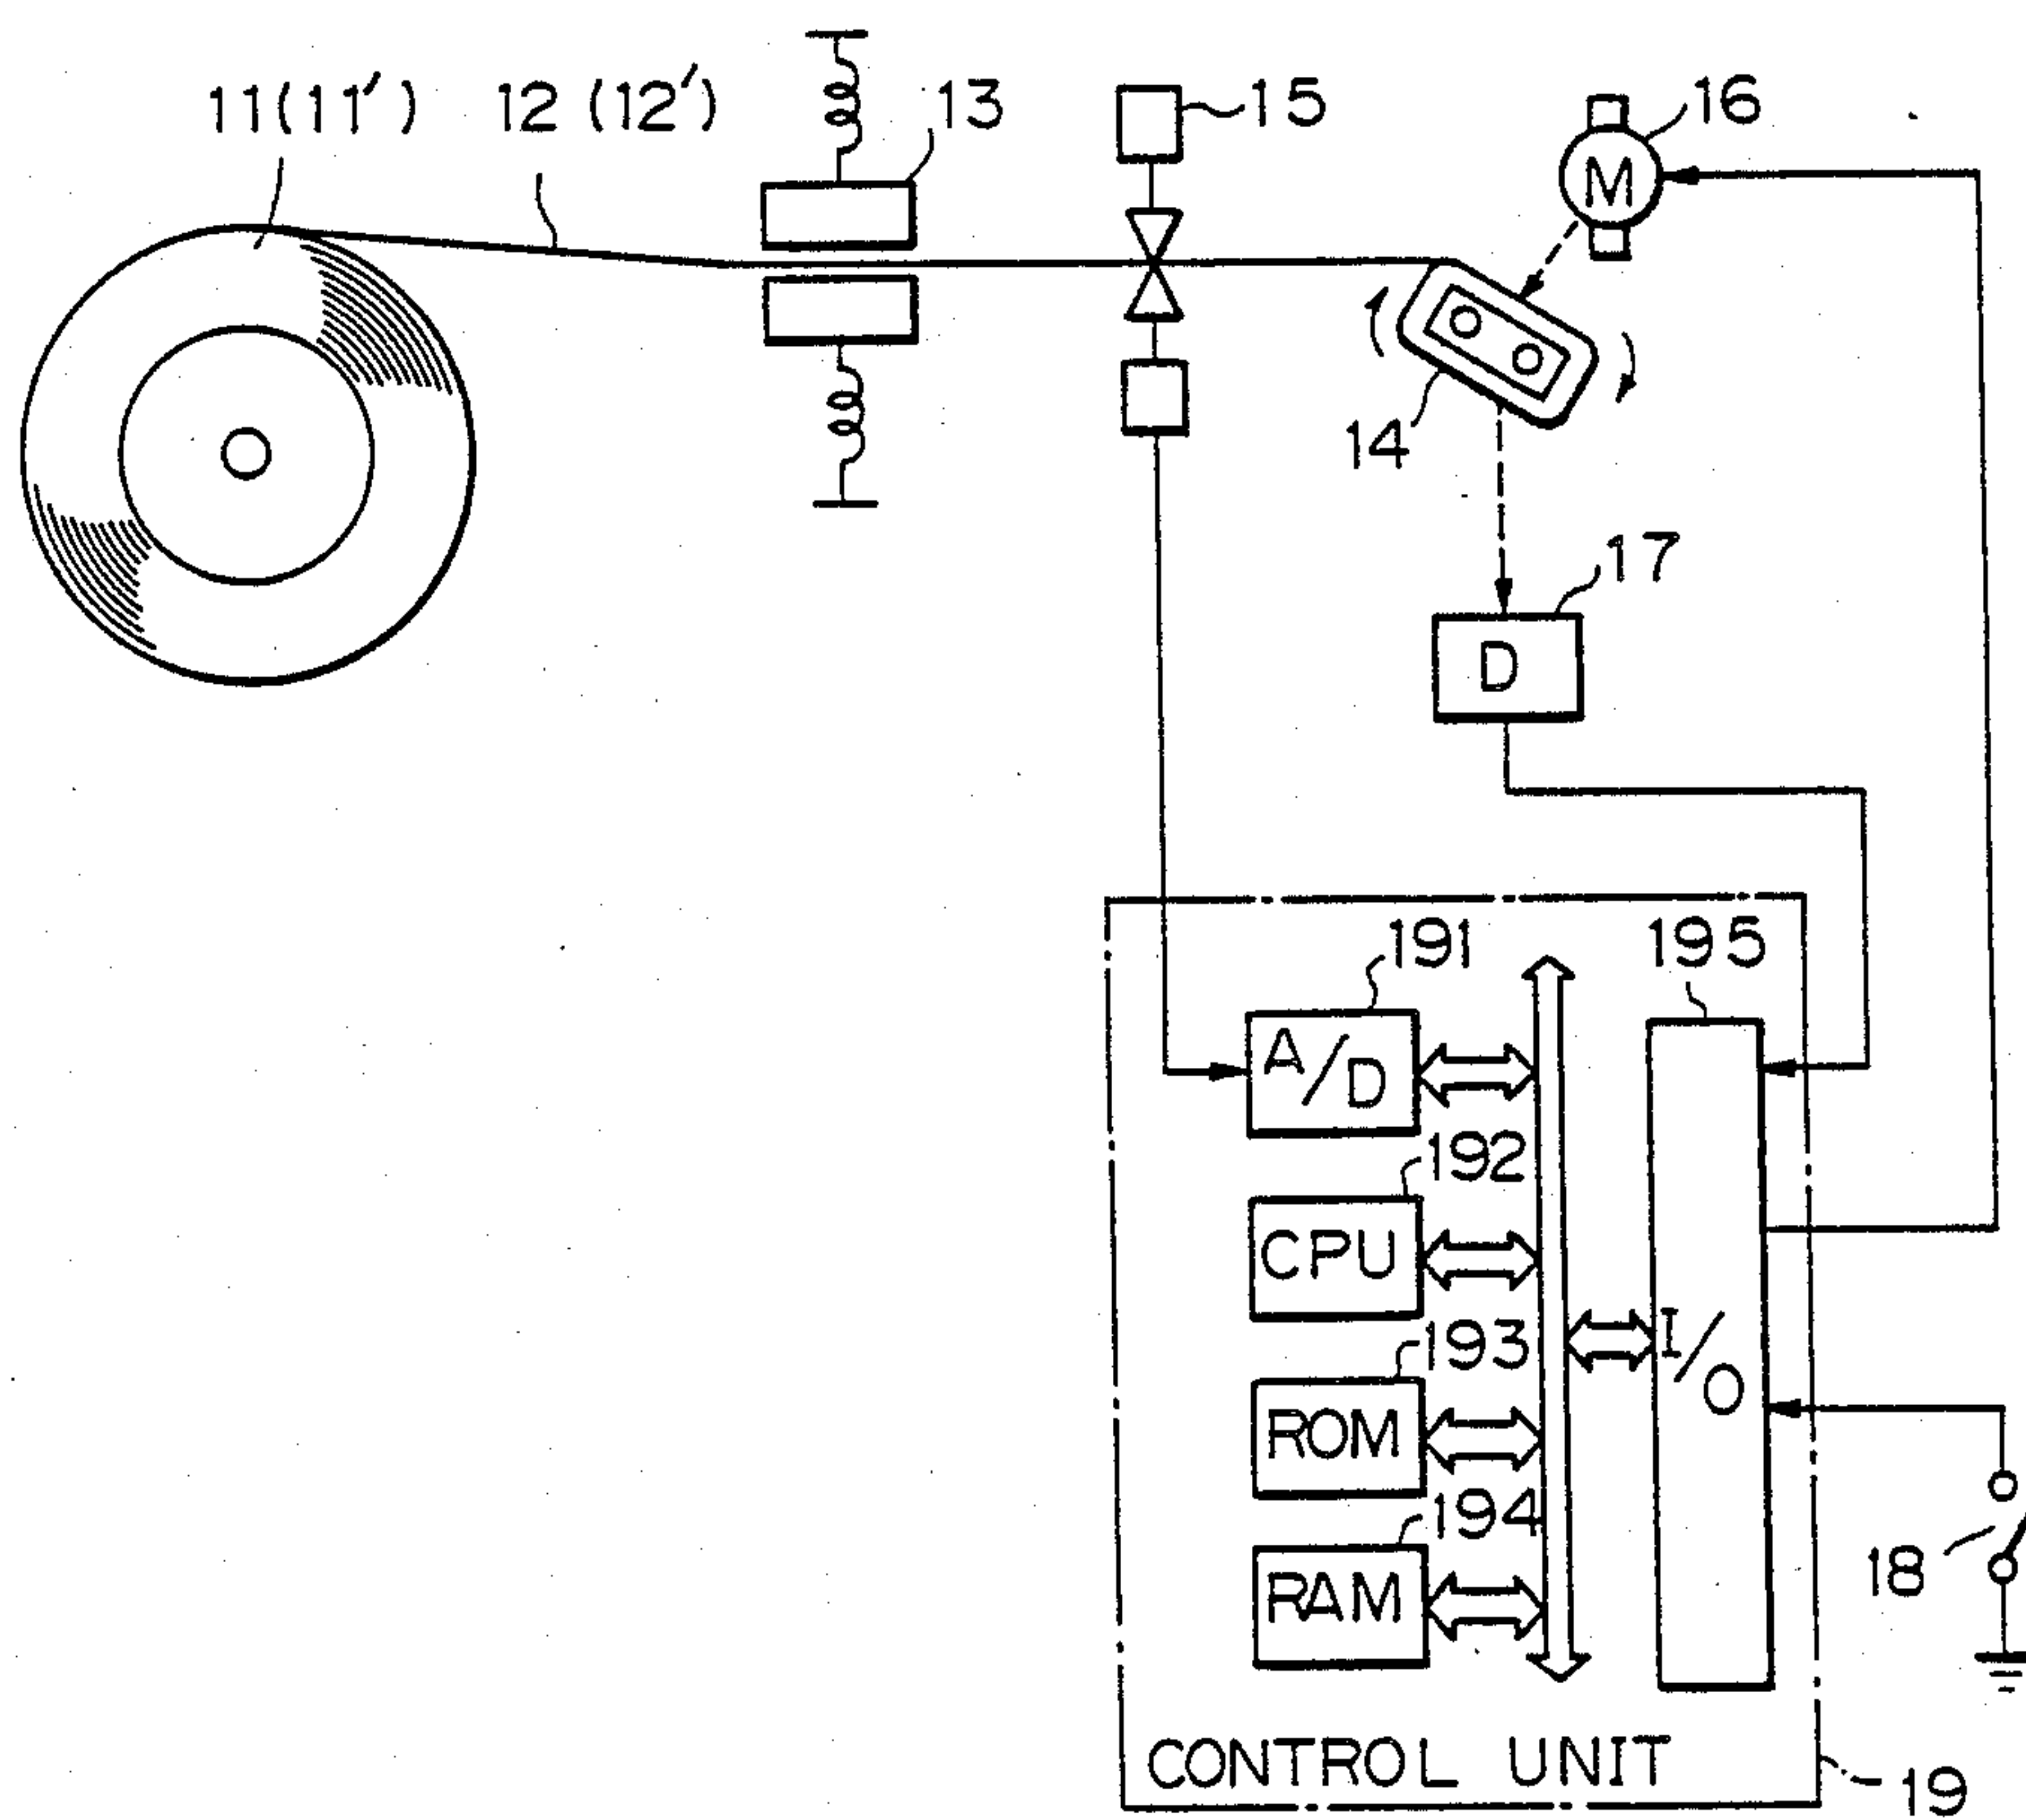 11(11') 12 (12') 13 15 16
M
14
17
D
191 195
A/D
192
CPU
193
I/O
ROM
194
RAM
18
CONTROL UNIT
19